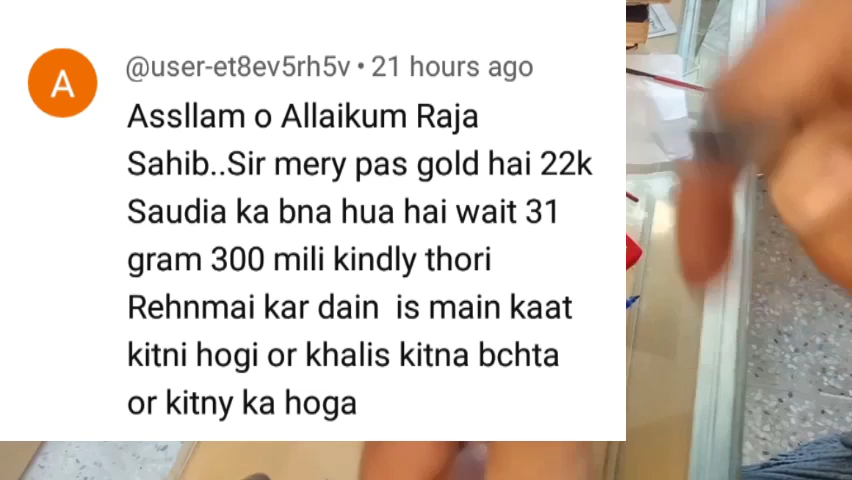 A
@user-et8ev5rh5v • 21 hours ago
Assllam o Allaikum Raja
Sahib..Sir mery pas gold hai 22k
Saudia ka bna hua hai wait 31
gram 300 mili kindly thori
Rehnmai kar dain is main kaat
kitni hogi or khalis kitna bchta
or kitny ka hoga